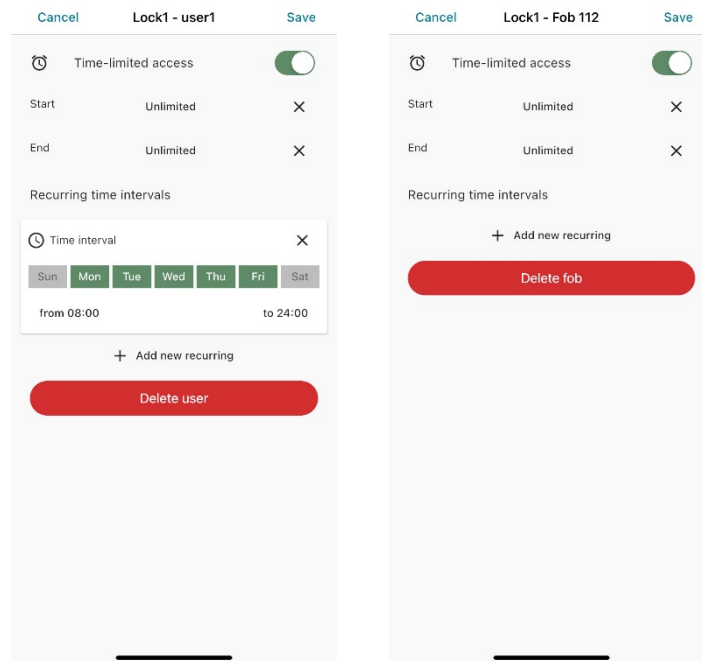 Cancel Lock1 - user1 Save
Time-limited access
Start Unlimited
End Unlimited
Recurring time intervals
Time interval
Sun Mon Tue Wed Thu Fri Sat
from 08:00 to 24:00
+ Add new recurring
Delete user
Cancel Lock1 - Fob 112 Save
Time-limited access
Start Unlimited
End Unlimited
Recurring time intervals
+ Add new recurring
Delete fob